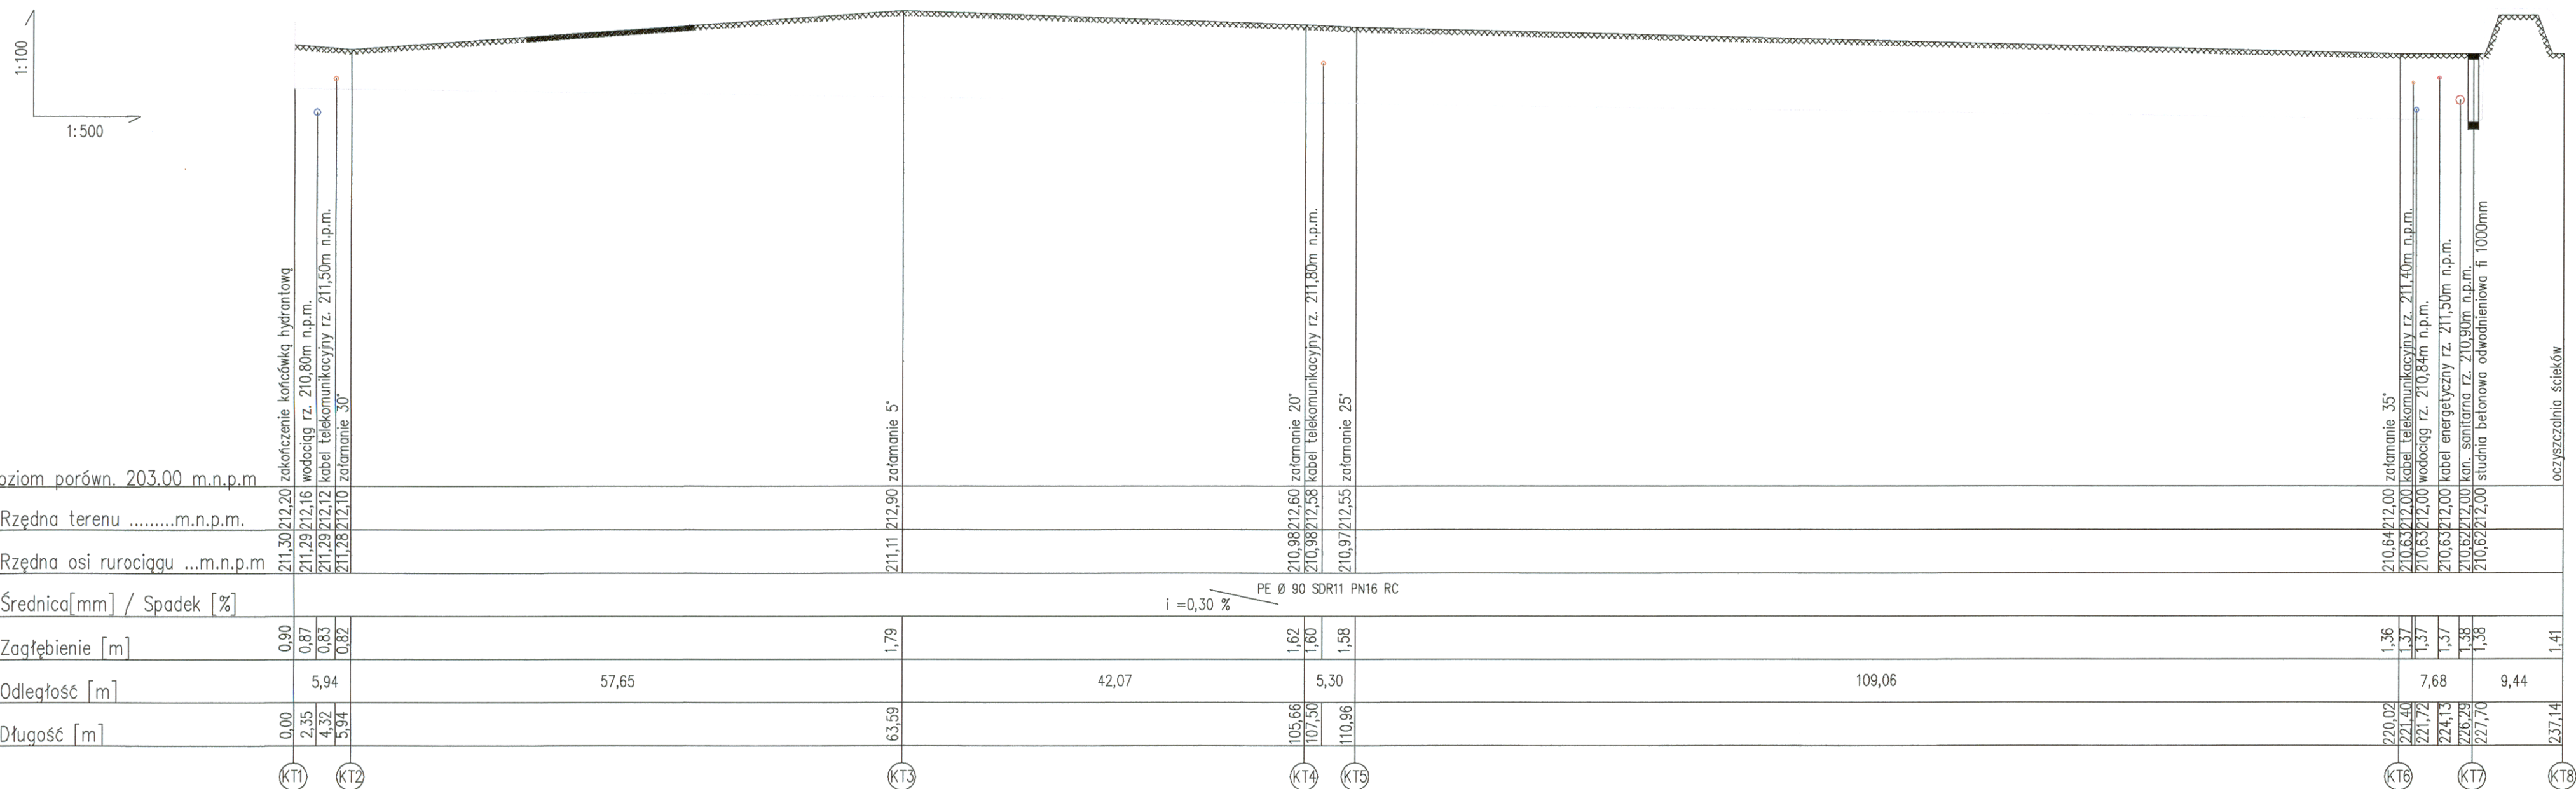 1:100
1:500
zakończenie końcówką hydrantową
wodociąg rz. 210,80m n.p.m.
kabel telekomunikacyjny rz. 211,50m n.p.m.
załamanie 30°
załamanie 5°
załamanie 20°
kabel telekomunikacyjny rz. 211,80m n.p.m.
załamanie 25°
załamanie 35°
kabel telekomunikacyjny rz. 211,40m n.p.m.
wodociąg rz. 210,84m n.p.m.
kabel energetyczny rz. 211,50m n.p.m.
kan. sanitarna rz. 210,90m n.p.m.
studnia betonowa odwodnieniowa fi 1000mm
oczyszczalnia ścieków
oziom porówn. 203.00 m.n.p.m
Rzędna terenu .........m.n.p.m. 212,20 212,16 212,12 212,10 212,90 212,60 212,58 212,55 212,00 212,00 212,00 212,00 212,00 212,00
Rzędna osi rurociągu ...m.n.p.m 211,30 211,29 211,29 211,28 211,11 210,98 210,98 210,97 210,64 210,63 210,63 210,63 210,62 210,62
Średnica[mm] / Spadek [%] i =0,30 % PE Ø 90 SDR11 PN16 RC
Zagłębienie [m] 0,90 0,87 0,83 0,82 1,79 1,62 1,60 1,58 1,36 1,37 1,37 1,37 1,38 1,38 1,41
Odległość [m] 5,94 57,65 42,07 5,30 109,06 7,68 9,44
Długość [m] 0,00 2,35 4,32 5,94 63,59 105,66 107,50 110,96 220,02 221,40 221,72 224,13 226,29 227,70 237,14
KT1 KT2 KT3 KT4 KT5 KT6 KT7 KT8